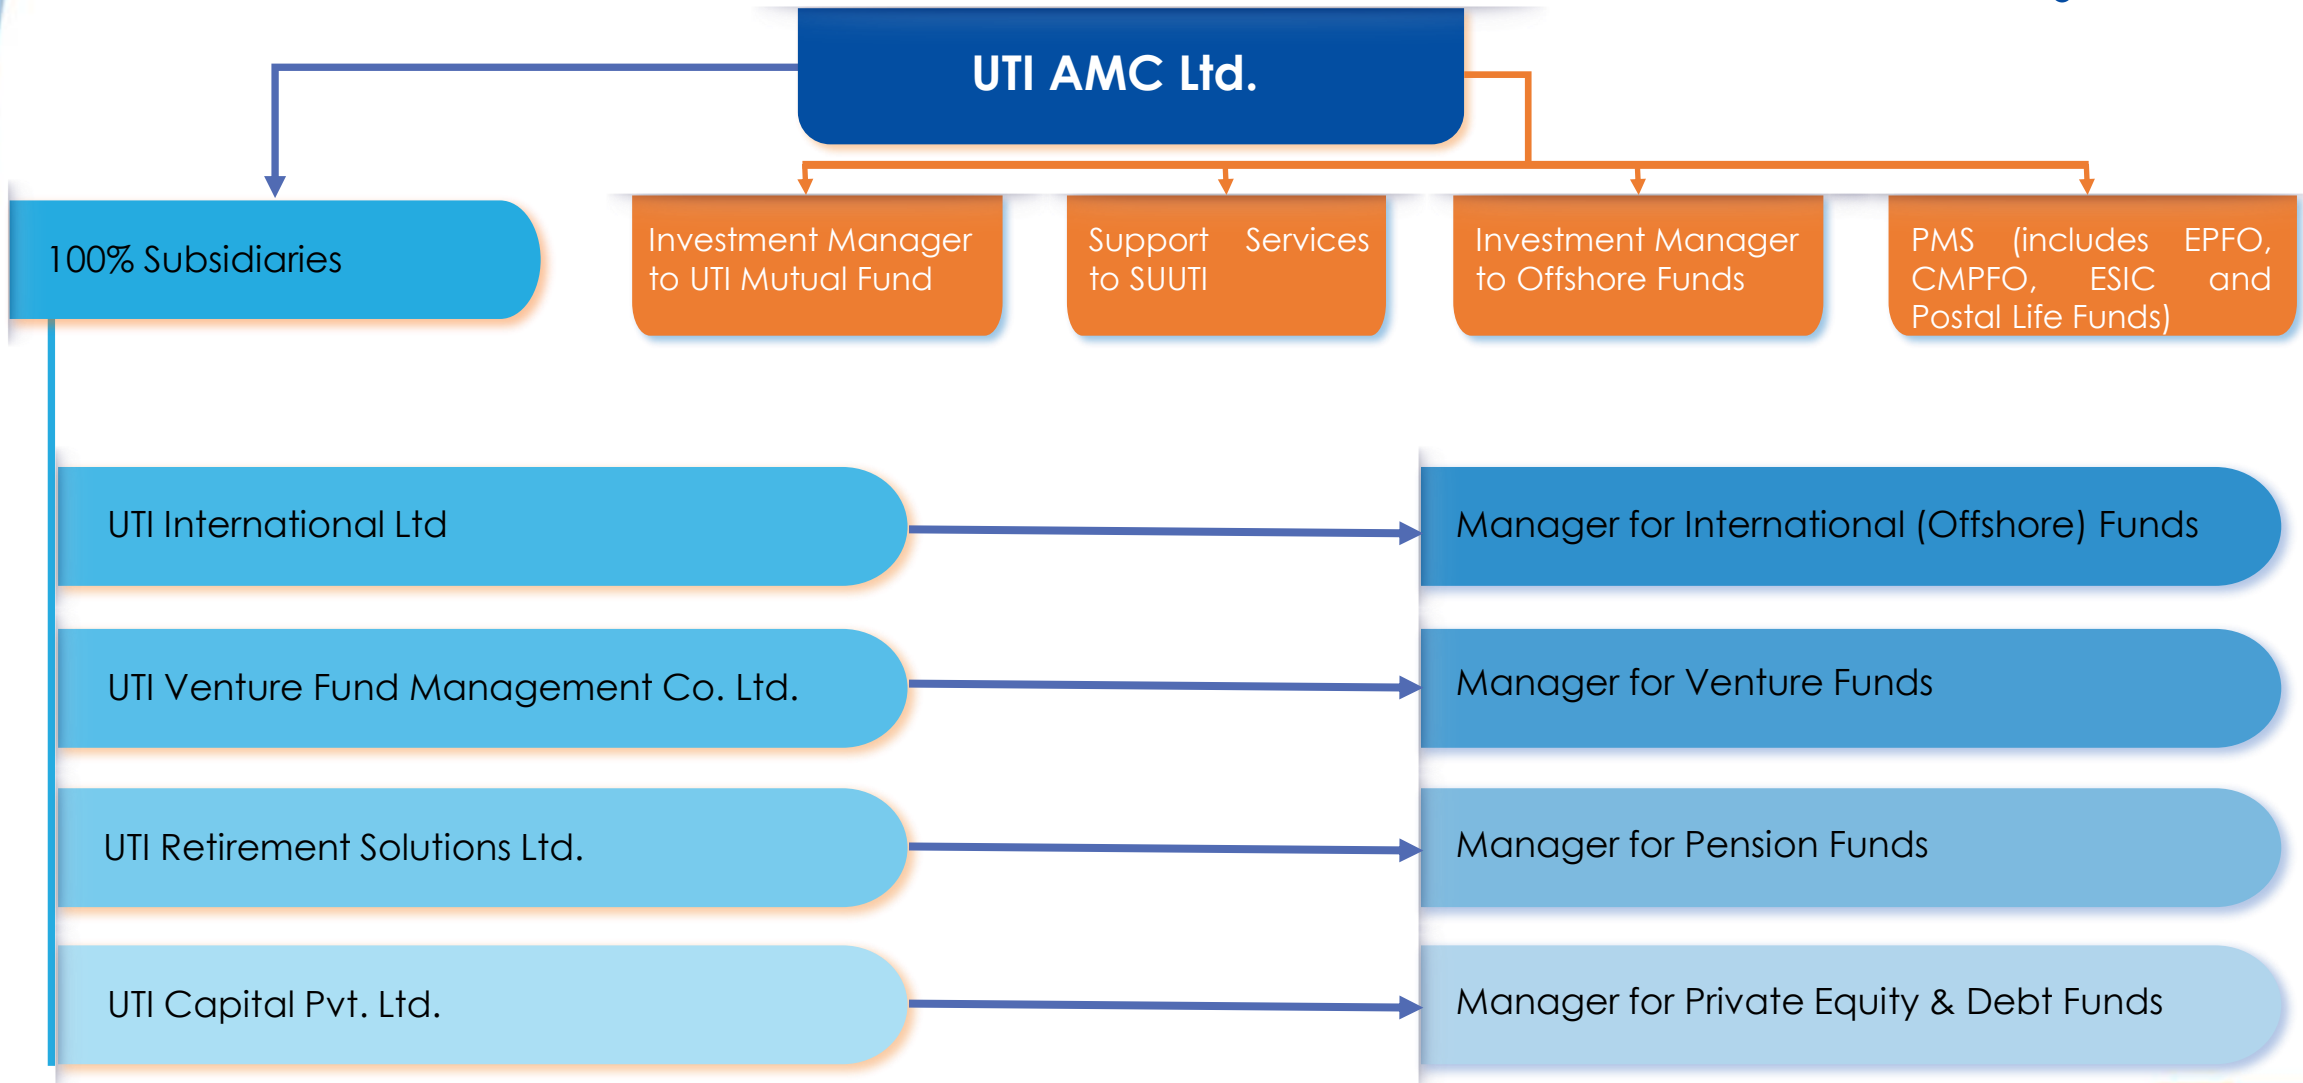 UTI AMC Ltd.
100% Subsidiaries
Investment Manager
to UTI Mutual Fund
Support Services
to SUUTI
Investment Manager
to Offshore Funds
PMS (includes EPFO,
CMPFO, ESIC and
Postal Life Funds)
UTI International Ltd
Manager for International (Offshore) Funds
UTI Venture Fund Management Co. Ltd.
Manager for Venture Funds
UTI Retirement Solutions Ltd.
Manager for Pension Funds
UTI Capital Pvt. Ltd.
Manager for Private Equity & Debt Funds